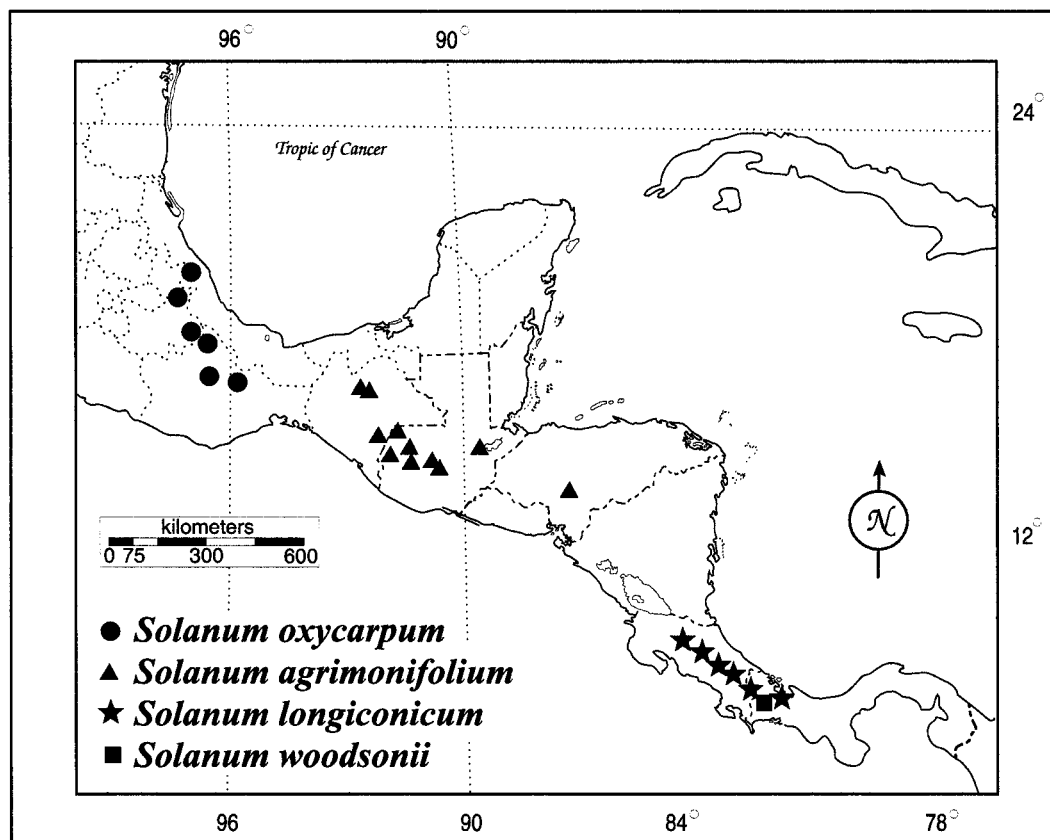 96° 90°
24°
Tropic of Cancer
N
kilometers
0 75 300 600
12°
Solanum oxycarpum
Solanum agrimonifolium
Solanum longiconicum
Solanum woodsonii
96 90 84° 78°